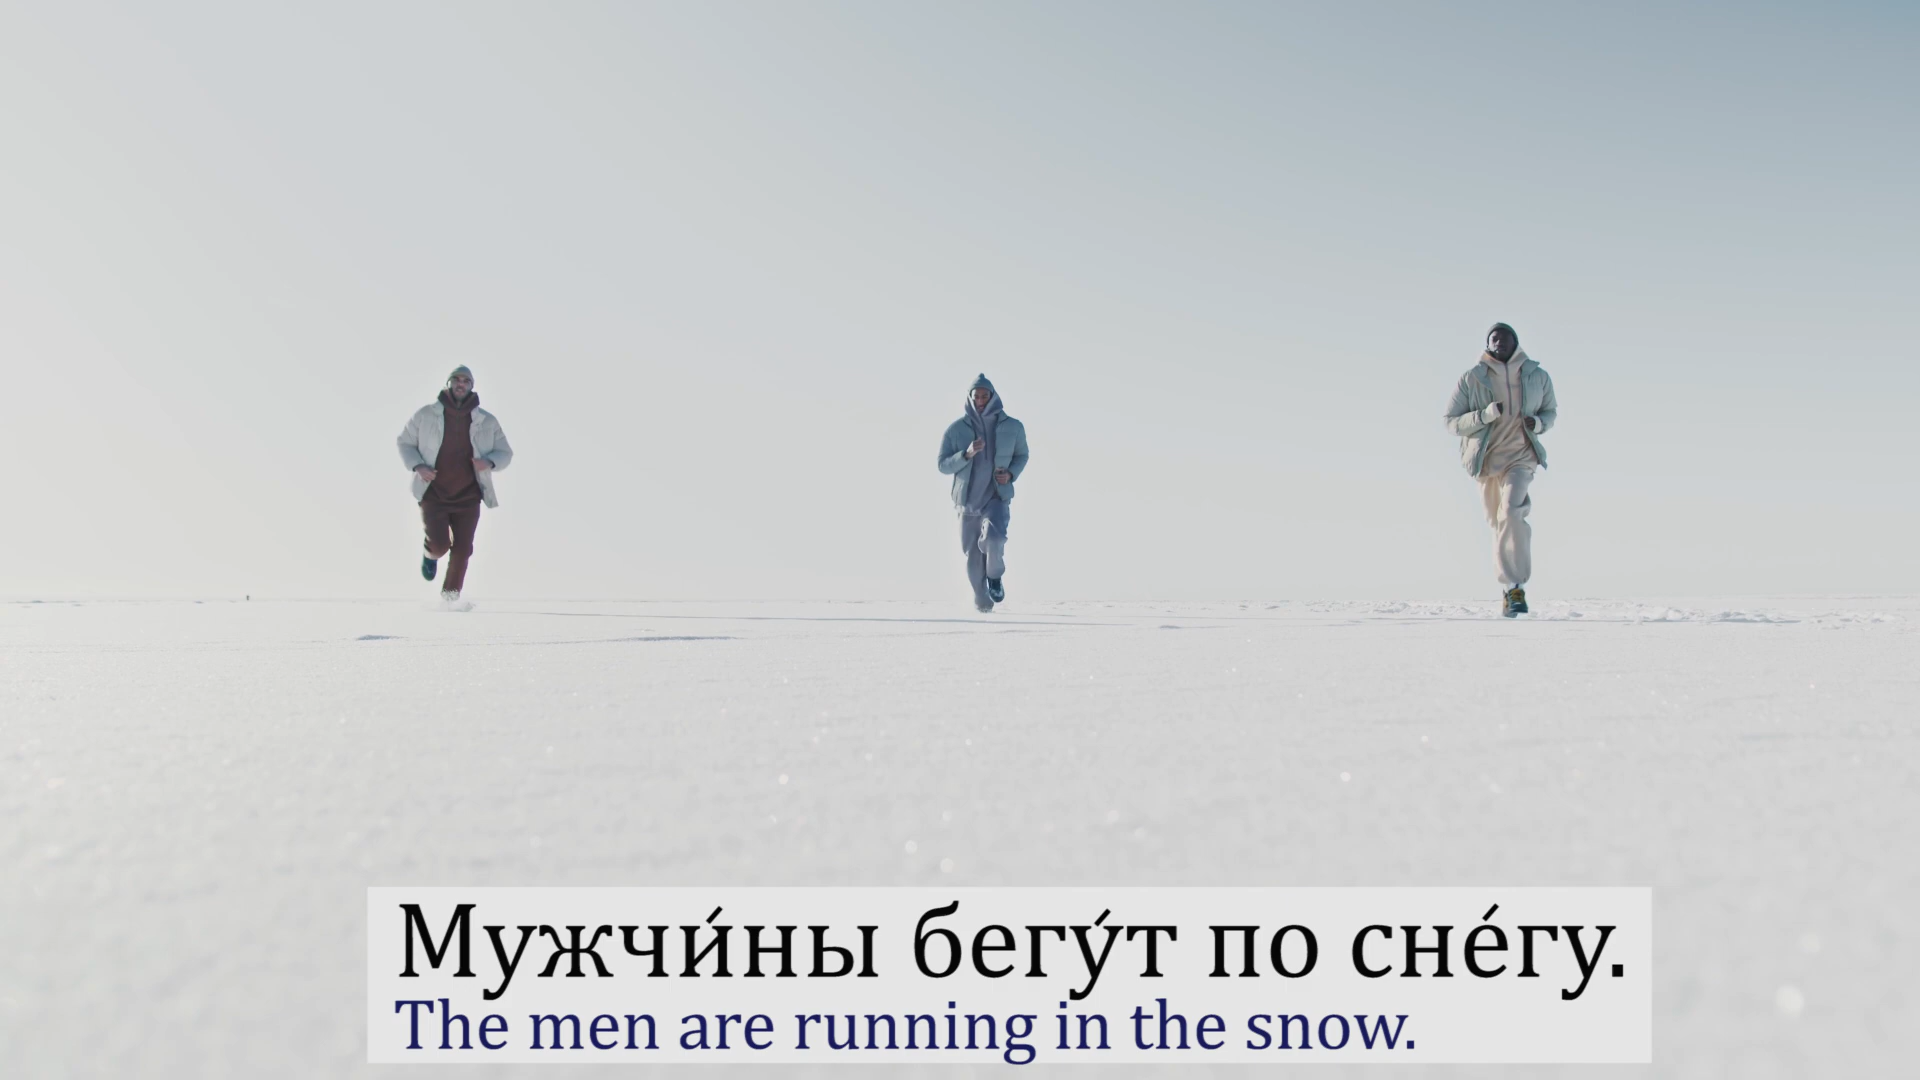 Мужчи́ны бегу́т по сне́гу.
The men are running in the snow.